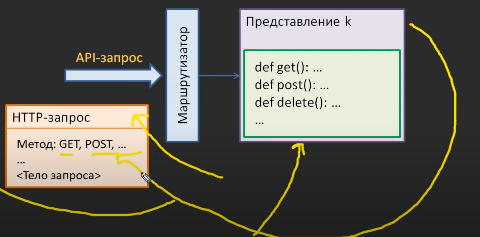 Представление k
API-запрос
Маршрутизатор
def get(): ...
def post(): ...
def delete(): ...
...
HTTP-запрос
Метод: GET, POST, ...
...
<Тело запроса>